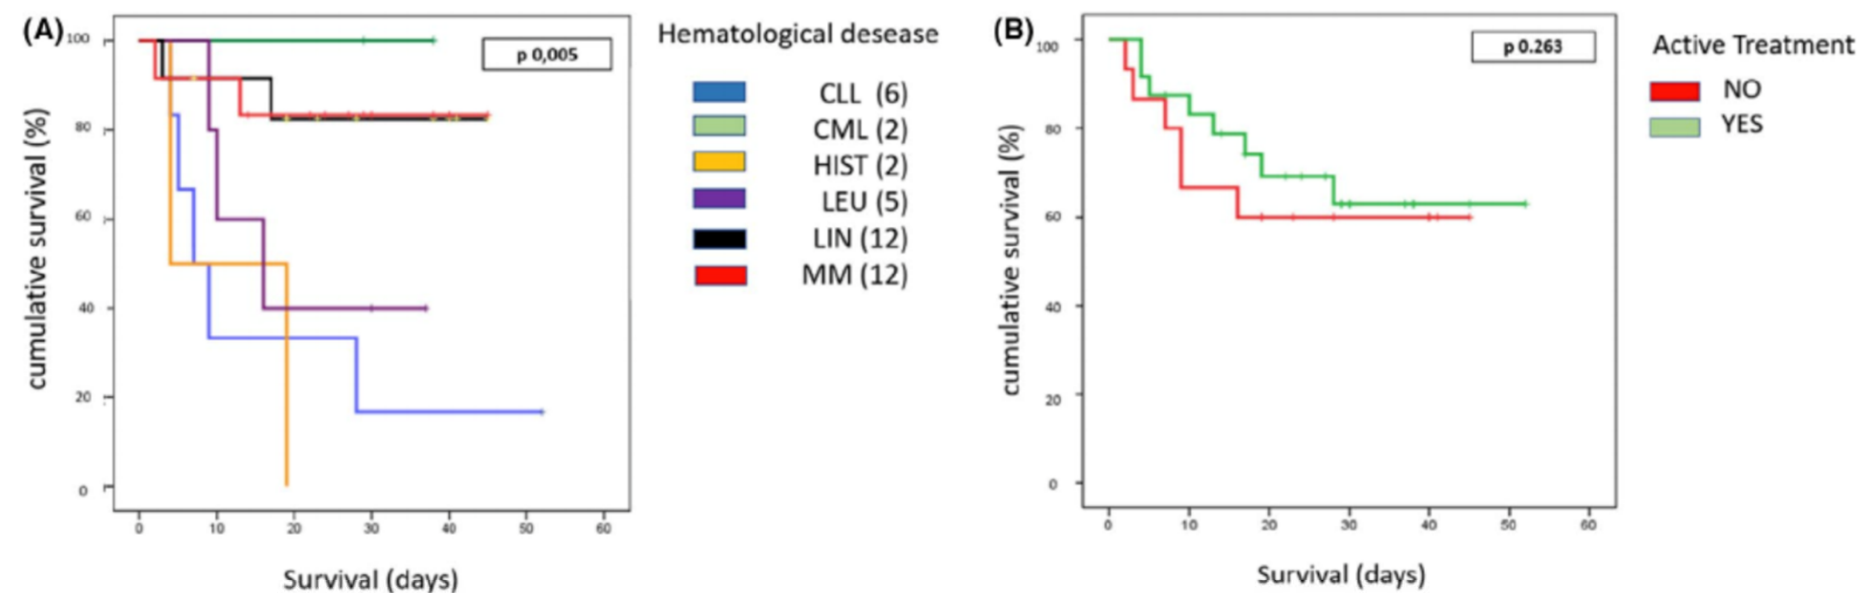 (A)
100
80
60
40
20
0
cumulative survival (%)
p 0,005
0 10 20 30 40 50 60
Survival (days)
Hematological desease
CLL (6)
CML (2)
HIST (2)
LEU (5)
LIN (12)
MM (12)
(B)
100
80
60
40
20
0
cumulative survival (%)
p 0.263
0 10 20 30 40 50 60
Survival (days)
Active Treatment
NO
YES